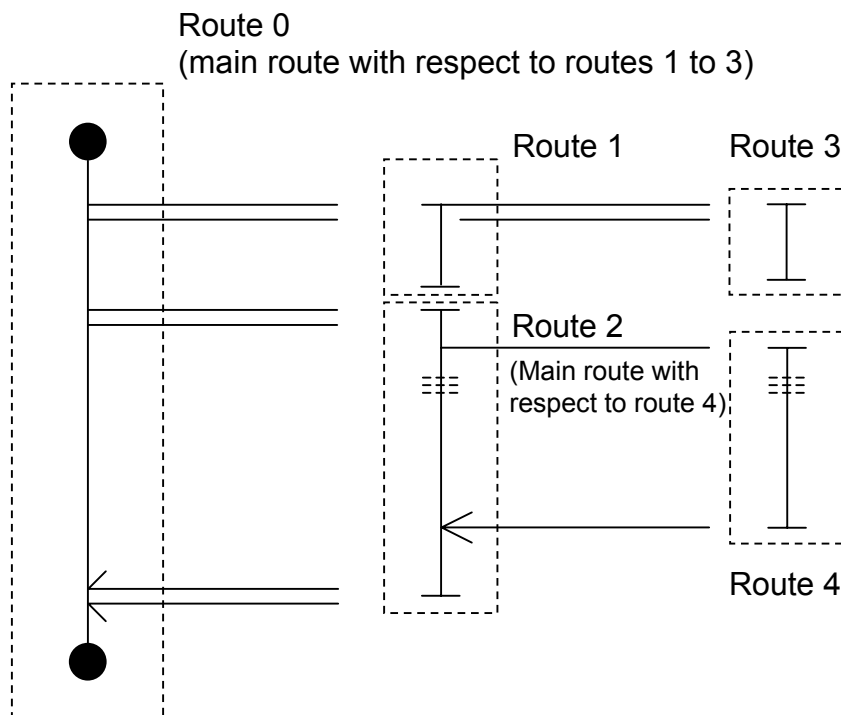 Route 0
(main route with respect to routes 1 to 3)
Route 1
Route 3
Route 2
(Main route with
respect to route 4)
Route 4